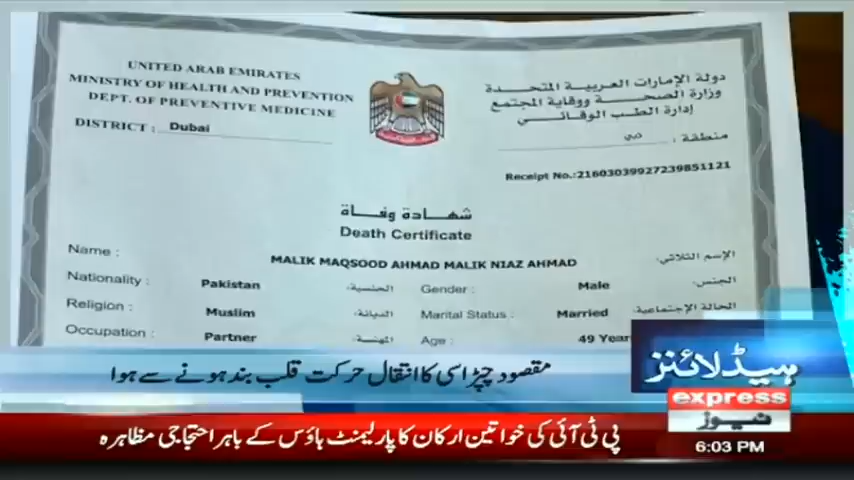 UNITED ARAB EMIRATES
MINISTRY OF HEALTH AND PREVENTION
DEPT. OF PREVENTIVE MEDICINE
DISTRICT : Dubai
دولة الإمارات العربية المتحدة
وزارة الصحة ووقاية المجتمع
إدارة الطب الوقائي
منطقة : دبي
Receipt No.:21603039927239851121
شهادة وفاة
Death Certificate
Name : MALIK MAQSOOD AHMAD MALIK NIAZ AHMAD الإسم الثلاثي:
Nationality : Pakistan الجنسية: Gender : Male الجنس:
Religion : Muslim الديانة: Marital Status : Married الحالة الإجتماعية:
Occupation : Partner المهنة: Age : 49 Year
مقصود چپڑاسی کا انتقال حرکت قلب بند ہونے سے ہوا
ہیڈلائنز
express
نیوز
6:03 PM
پی ٹی آئی کی خواتین ارکان کا پارلیمنٹ ہاؤس کے باہر احتجاجی مظاہرہ